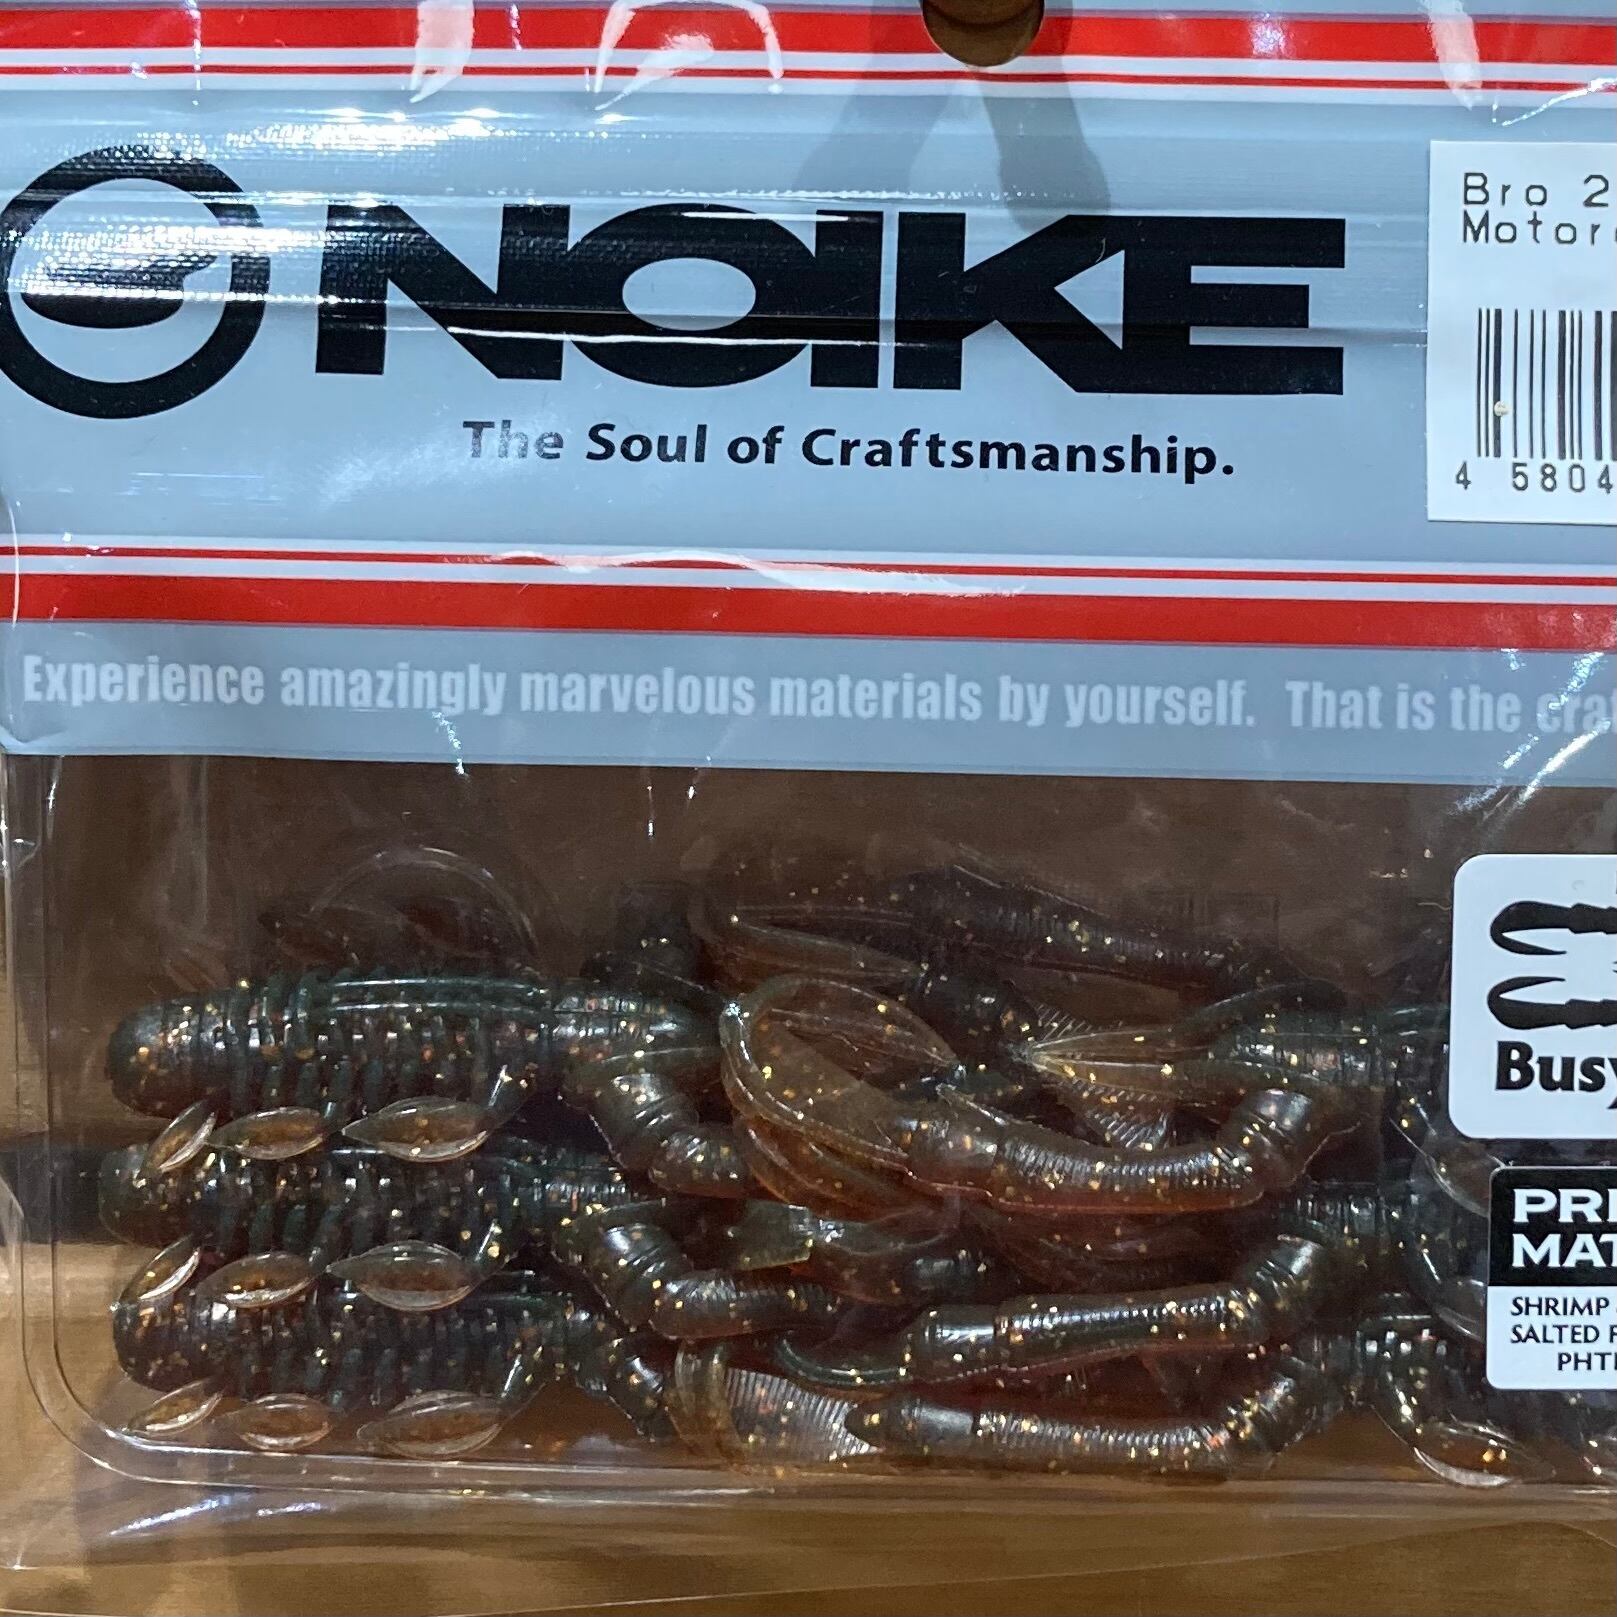 NOIKE
The Soul of Craftsmanship.
Bro 2
Motor
4 5804
Experience amazingly marvelous materials by yourself. That is the cra
Busy
PRE
MAT
SHRIMP
SALTED F
PHT